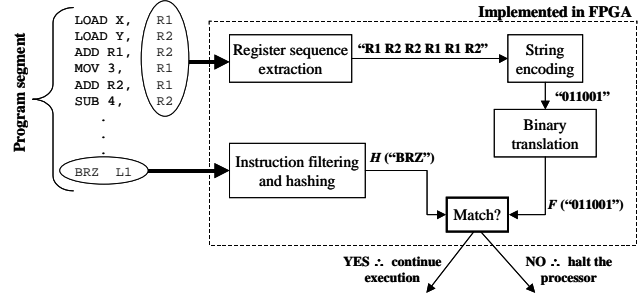 Implemented in FPGA
Program segment
LOAD X, R1
LOAD Y, R2
ADD R1, R2
MOV 3, R1
ADD R2, R1
SUB 4, R2
.
.
.
BRZ L1
Register sequence
extraction
“R1 R2 R2 R1 R1 R2”
String
encoding
“011001”
Binary
translation
Instruction filtering
and hashing
H (“BRZ”)
F (“011001”)
Match?
YES ∴ continue
execution
NO ∴ halt the
processor